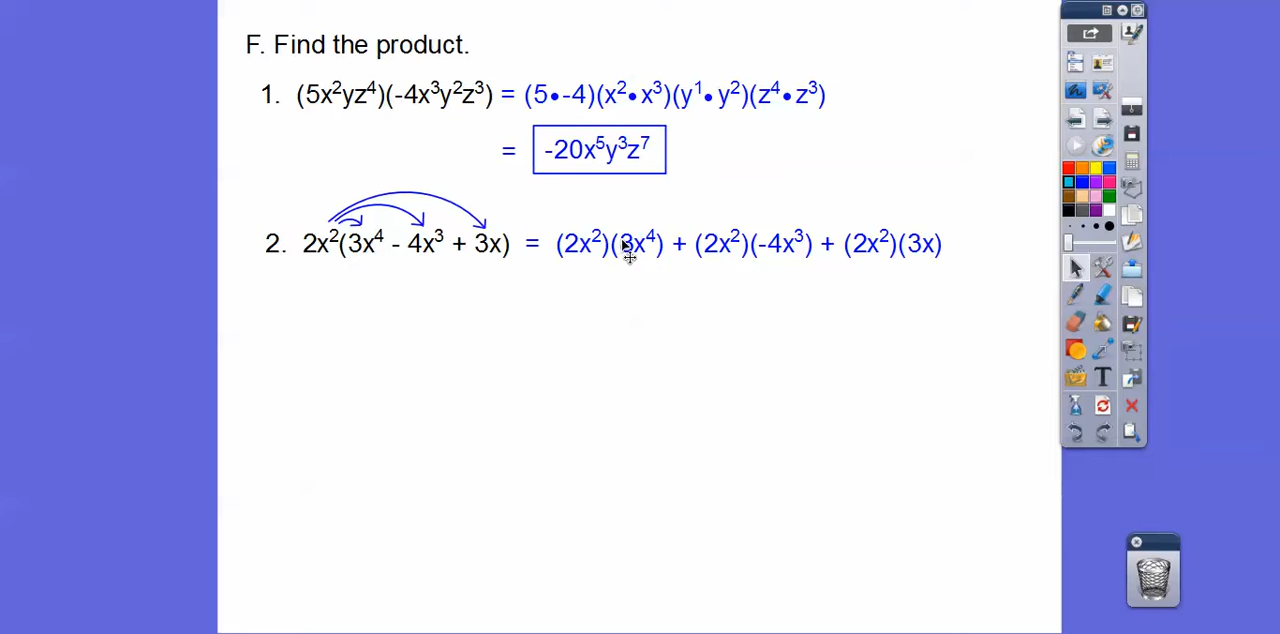 F. Find the product.
1. (5x²yz⁴)(-4x³y²z³) = (5•-4)(x²•x³)(y¹•y²)(z⁴•z³)
= -20x⁵y³z⁷
2. 2x²(3x⁴ - 4x³ + 3x) = (2x²)(3x⁴) + (2x²)(-4x³) + (2x²)(3x)